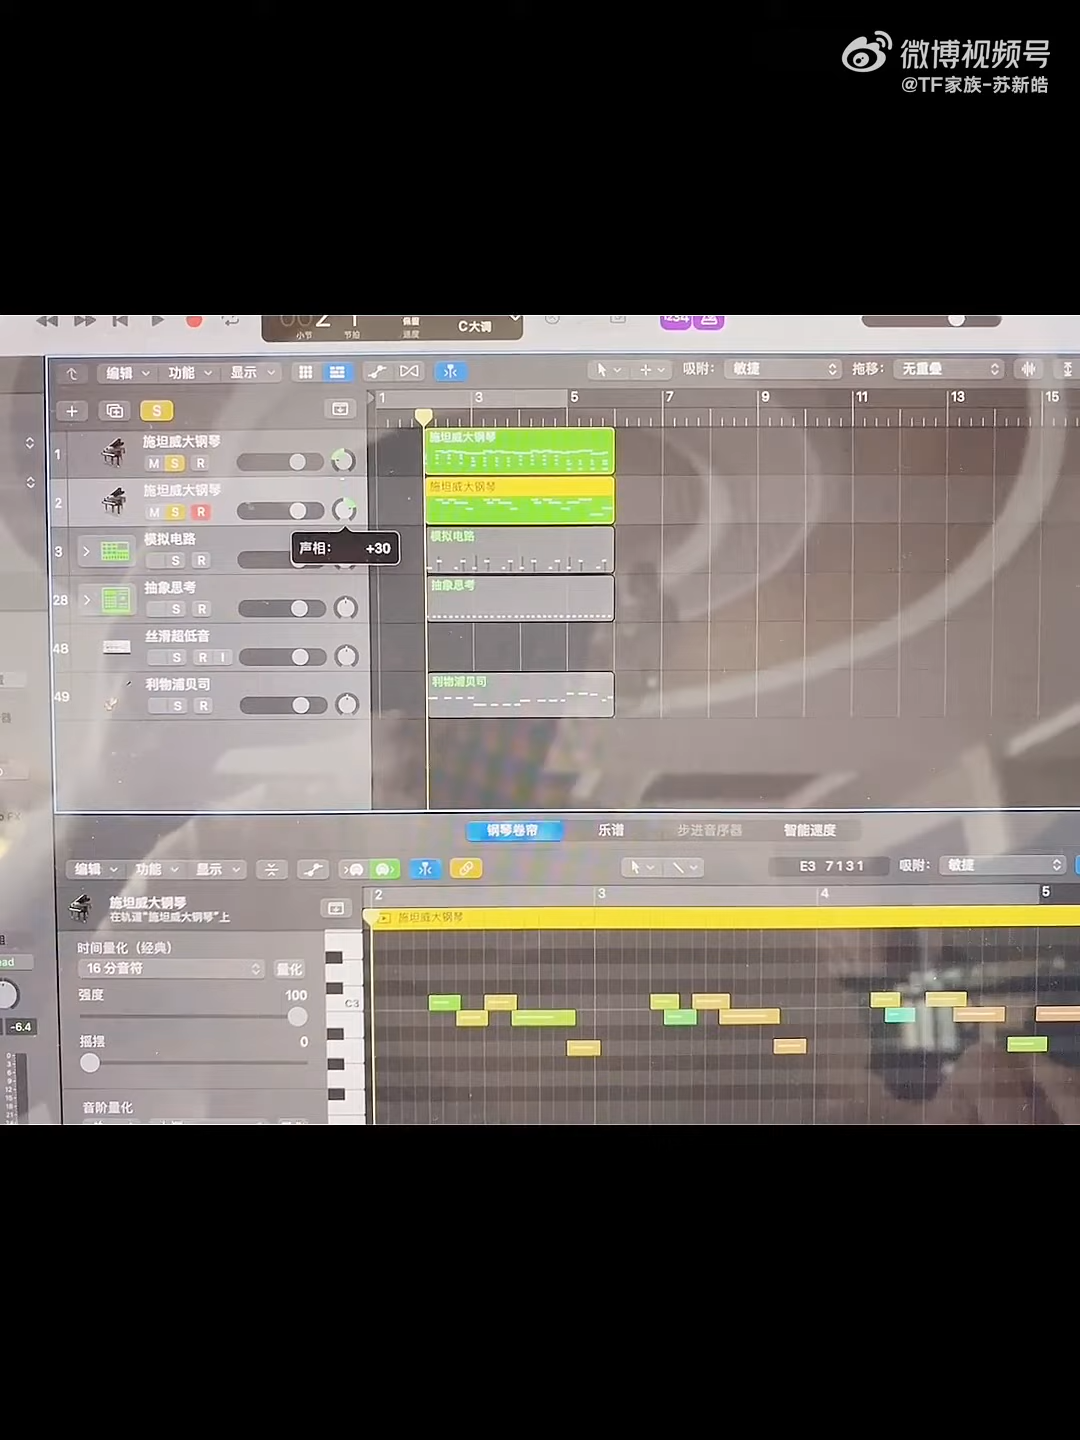 微博视频号
@TF家族-苏新皓
小节
节拍
保留
速度
C大调
1234
编辑
功能
显示
吸附：
敏捷
拖移：
无重叠
S
1
3
5
7
9
11
13
15
1
施坦威大钢琴
M S R
施坦威大钢琴
2
施坦威大钢琴
M S R
施坦威大钢琴
声相： +30
3
模拟电路
S R
模拟电路
28
抽象思考
S R
抽象思考
48
丝滑超低音
S R I
49
利物浦贝司
S R
利物浦贝司
钢琴卷帘
乐谱
步进音序器
智能速度
编辑
功能
显示
E3 7131
吸附：
敏捷
施坦威大钢琴
在轨道“施坦威大钢琴”上
2
3
4
5
施坦威大钢琴
时间量化（经典）
16 分音符
量化
强度
100
C3
摇摆
0
音阶量化
-6.4